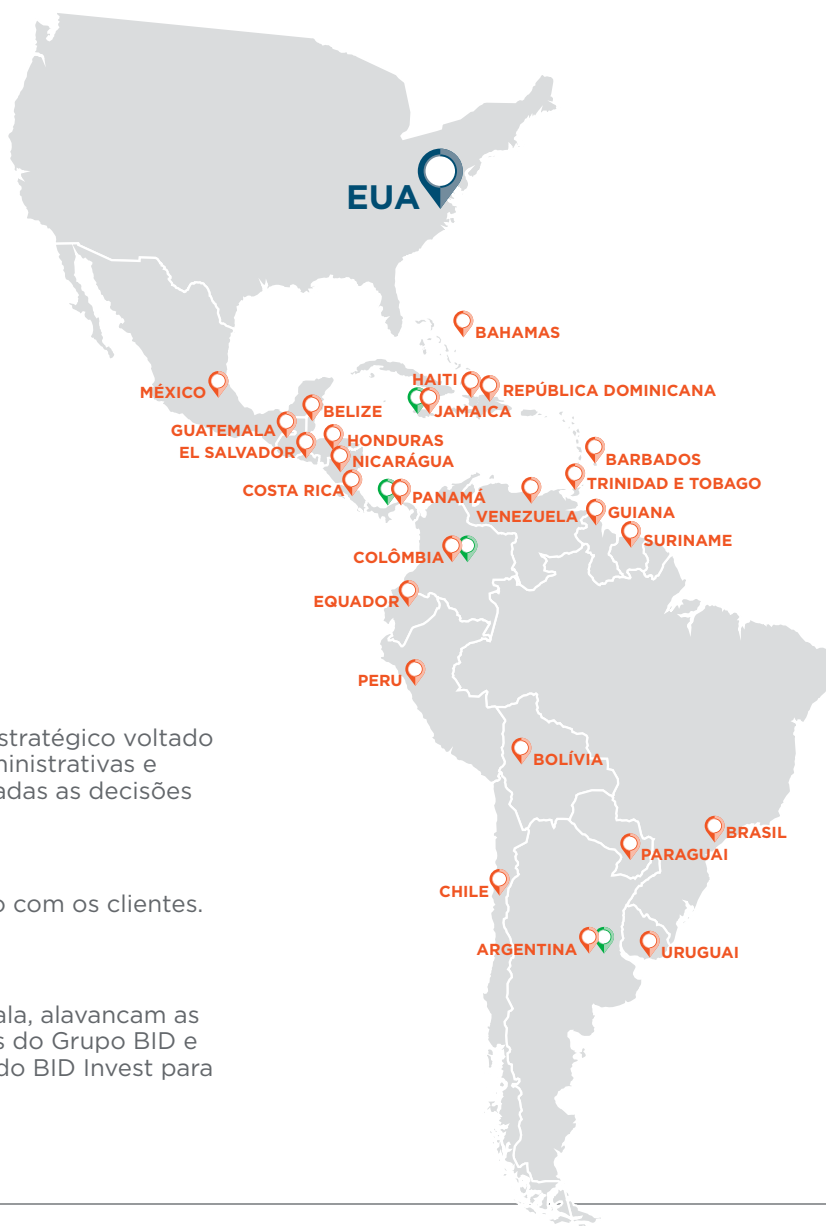 EUA
BAHAMAS
HAITI
REPÚBLICA DOMINICANA
MÉXICO
JAMAICA
BELIZE
GUATEMALA
HONDURAS
EL SALVADOR
NICARÁGUA
BARBADOS
TRINIDAD E TOBAGO
COSTA RICA
PANAMÁ
VENEZUELA
GUIANA
SURINAME
COLÔMBIA
EQUADOR
PERU
stratégico voltado
ministrativas e
adas as decisões
BOLÍVIA
BRASIL
PARAGUAI
CHILE
o com os clientes.
ARGENTINA
URUGUAI
ala, alavancam as
s do Grupo BID e
do BID Invest para